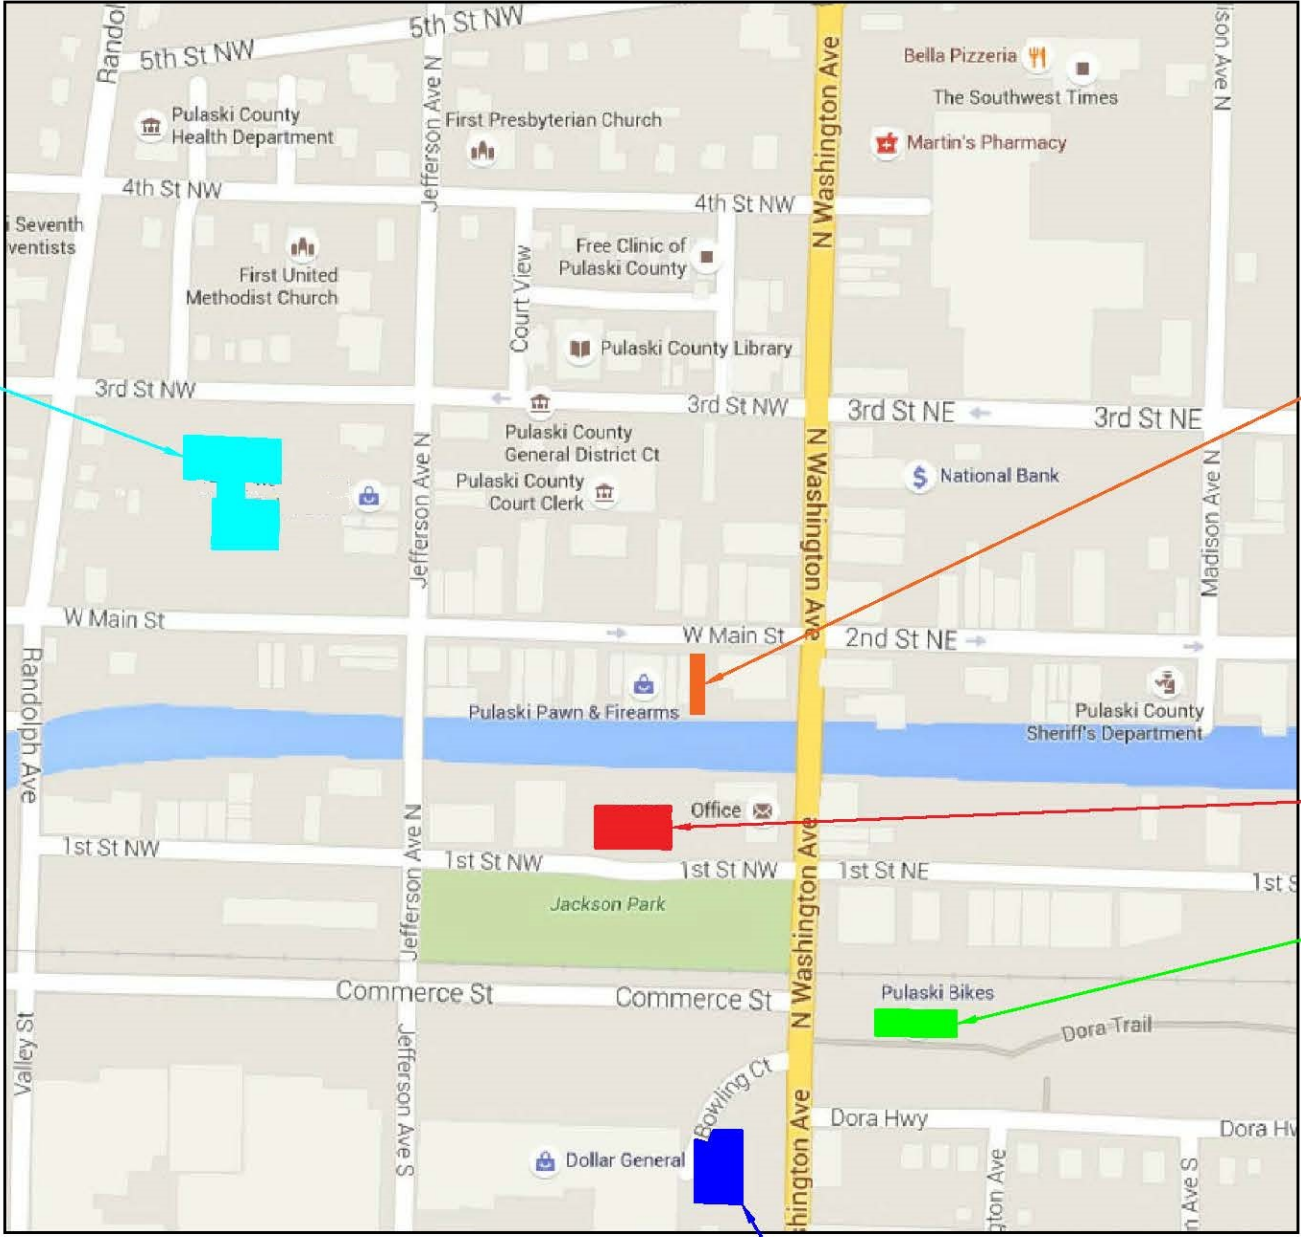 5th St NW
5th St NW
Randol
Jefferson Ave N
N Washington Ave
ison Ave N
Bella Pizzeria
The Southwest Times
Martin's Pharmacy
Pulaski County
Health Department
First Presbyterian Church
4th St NW
4th St NW
i Seventh
ventists
First United
Methodist Church
Court View
Free Clinic of
Pulaski County
Pulaski County Library
3rd St NW
3rd St NW
3rd St NE
3rd St NE
Pulaski County
General District Ct
Pulaski County
Court Clerk
$ National Bank
Jefferson Ave N
N Washington Ave
Madison Ave N
W Main St
W Main St
2nd St NE
Randolph Ave
Pulaski Pawn & Firearms
Pulaski County
Sheriff's Department
Office
Jefferson Ave N
N Washington Ave
1st St NW
1st St NW
1st St NW
1st St NE
1st S
Jackson Park
Commerce St
Commerce St
Pulaski Bikes
Dora Trail
Valley St
Jefferson Ave S
Bowling Ct
hington Ave
Dora Hwy
Dora Hw
Dollar General
gton Ave
n Ave S